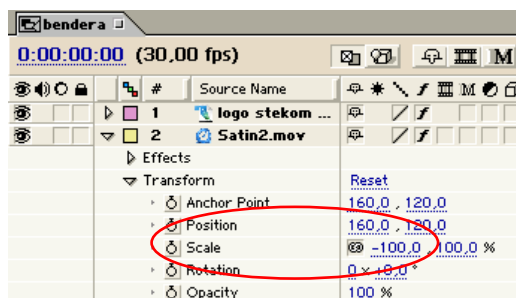 bendera
0:00:00:00 (30,00 fps) M
# Source Name M
1 logo stekom ...
2 Satin2.mov
Effects
Transform Reset
Anchor Point 160,0 , 120,0
Position 160,0 , 120,0
Scale -100,0 , 100,0 %
Rotation 0 x +0,0 °
Opacity 100 %